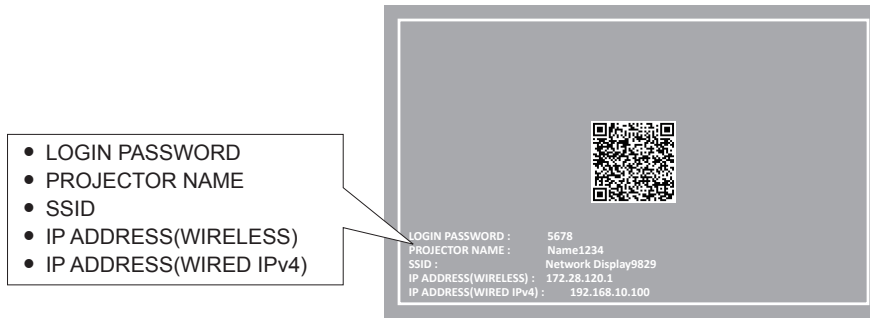 • LOGIN PASSWORD
• PROJECTOR NAME
• SSID
• IP ADDRESS(WIRELESS)
• IP ADDRESS(WIRED IPv4)
LOGIN PASSWORD : 5678
PROJECTOR NAME : Name1234
SSID : Network Display9829
IP ADDRESS(WIRELESS) : 172.28.120.1
IP ADDRESS(WIRED IPv4) : 192.168.10.100